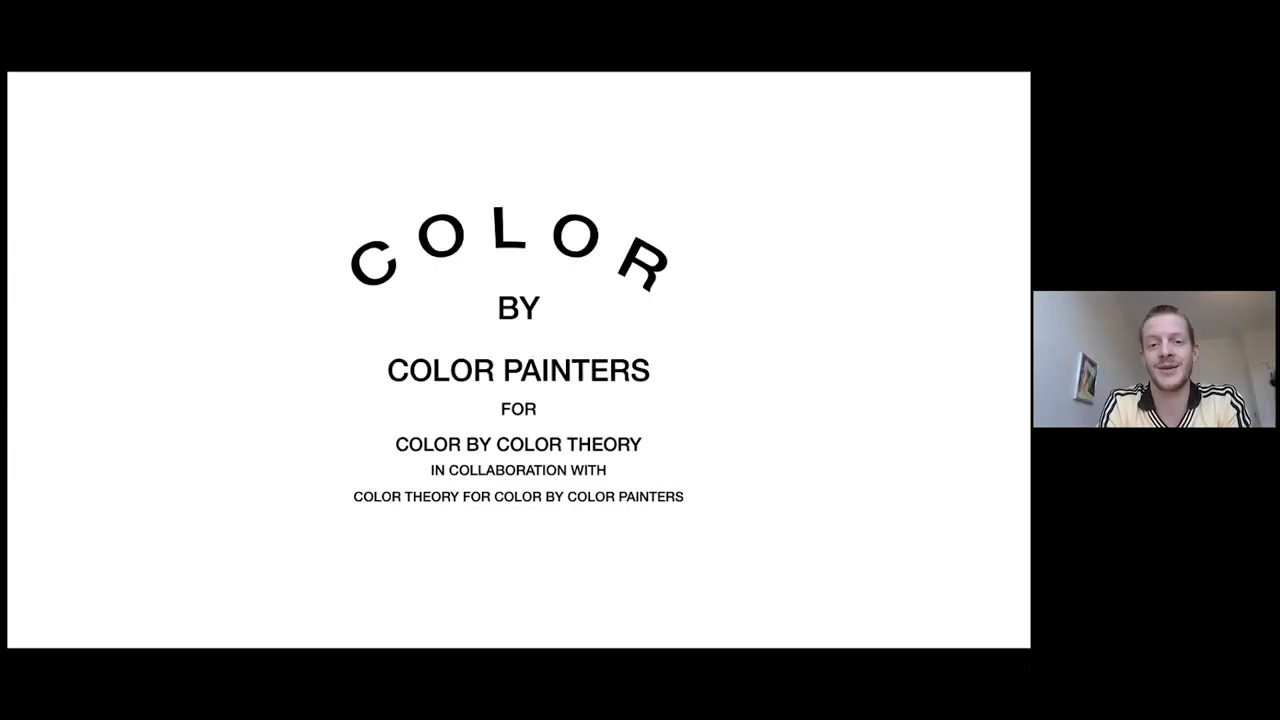 COLOR
BY
COLOR PAINTERS
FOR
COLOR BY COLOR THEORY
IN COLLABORATION WITH
COLOR THEORY FOR COLOR BY COLOR PAINTERS